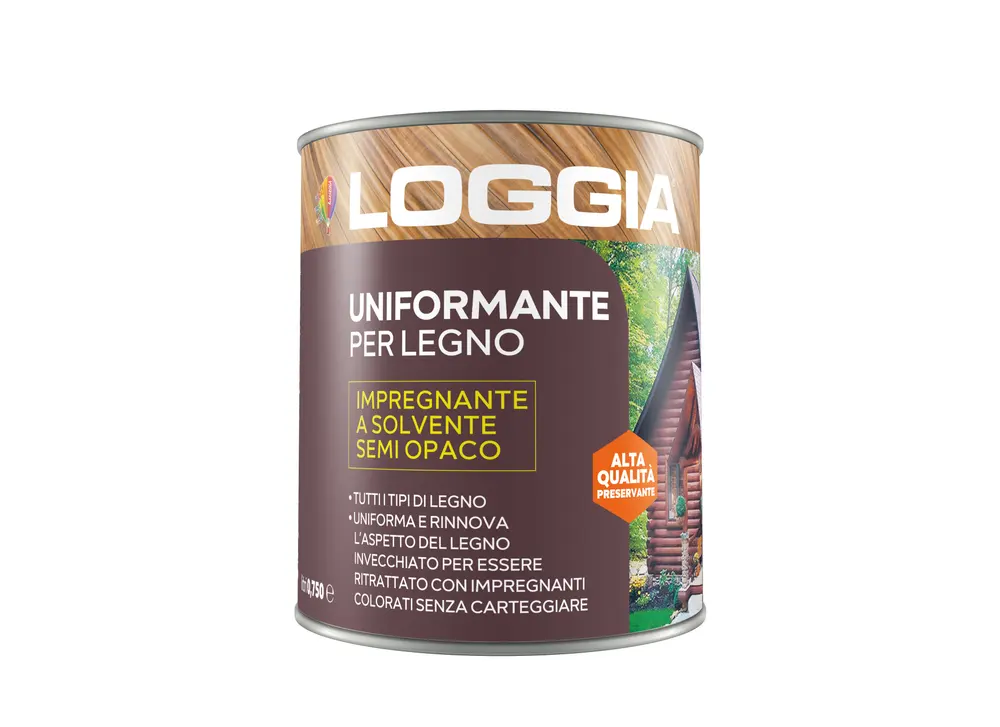 LOGGIA
UNIFORMANTE
PER LEGNO
IMPREGNANTE
A SOLVENTE
SEMI OPACO
ALTA
QUALITÀ
PRESERVANTE
• TUTTI I TIPI DI LEGNO
• UNIFORMA E RINNOVA
L'ASPETTO DEL LEGNO
INVECCHIATO PER ESSERE
RITRATTATO CON IMPREGNANTI
COLORATI SENZA CARTEGGIARE
0,750 ℮